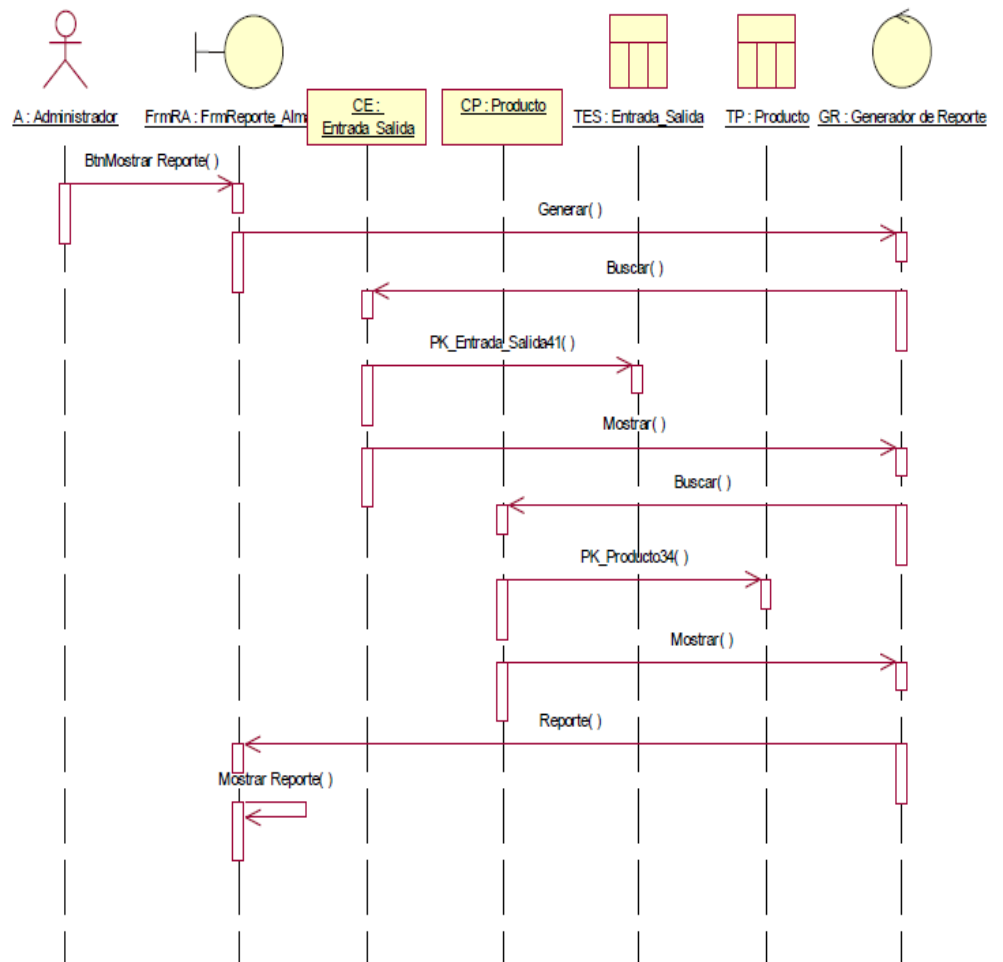 A : Administrador
FrmRA : FrmReporte_Alma
CE :
Entrada_Salida
CP : Producto
TES : Entrada_Salida
TP : Producto
GR : Generador de Reporte
BtnMostrar Reporte( )
Generar( )
Buscar( )
PK_Entrada_Salida41( )
Mostrar( )
Buscar( )
PK_Producto34( )
Mostrar( )
Reporte( )
Mostrar Reporte( )